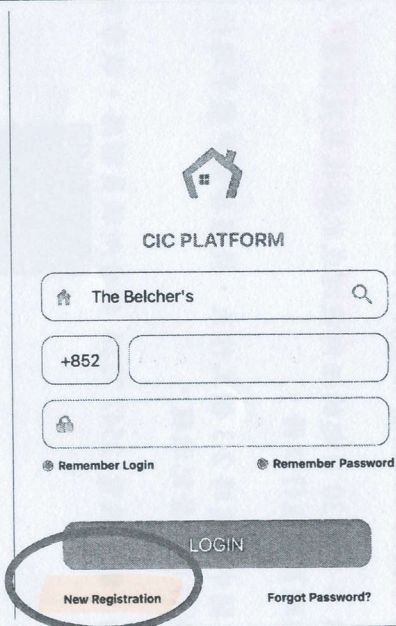 CIC PLATFORM
The Belcher's
+852
Remember Login Remember Password
LOGIN
New Registration Forgot Password?